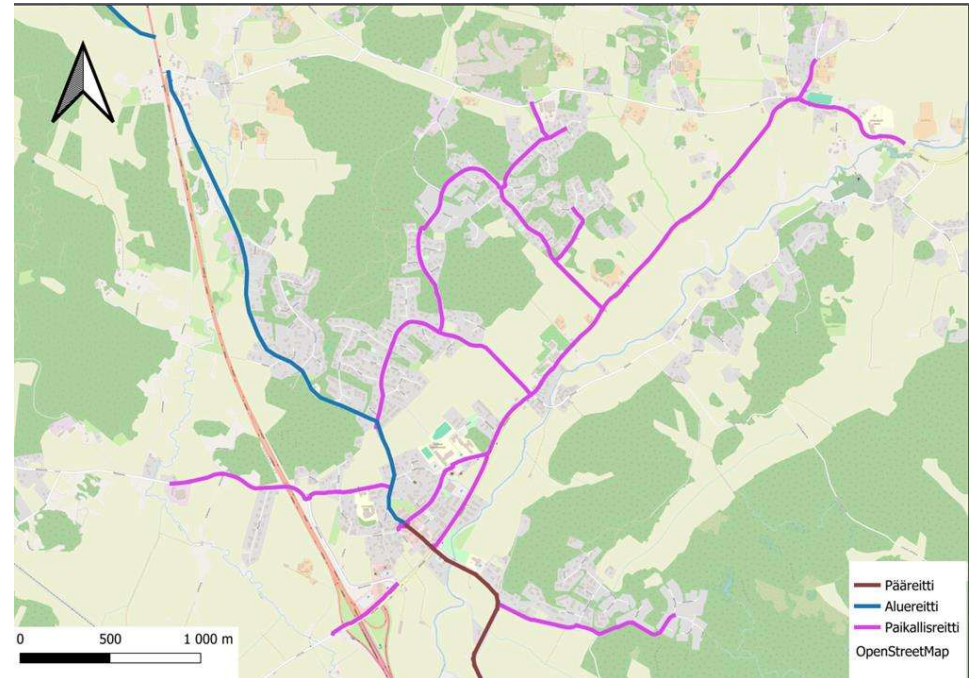 0 500 1 000 m
Pääreitti
Aluereitti
Paikallisreitti
OpenStreetMap